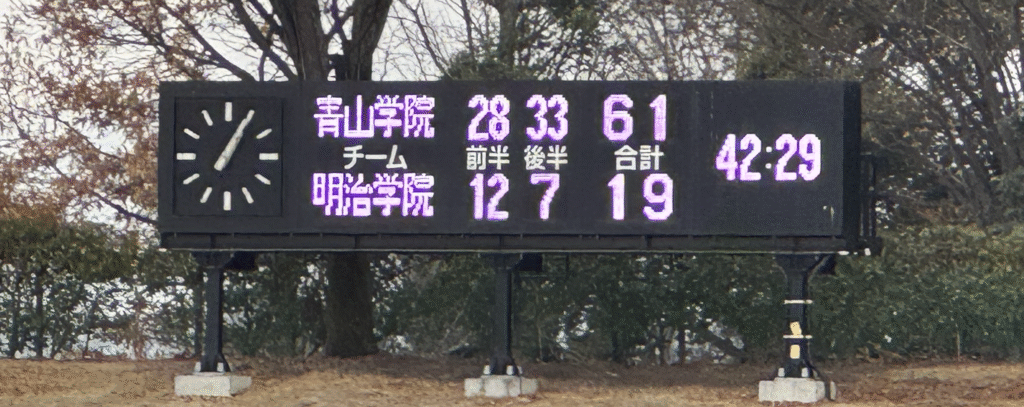 青山学院 28 33 61
チーム 前半 後半 合計 42:29
明治学院 12 7 19